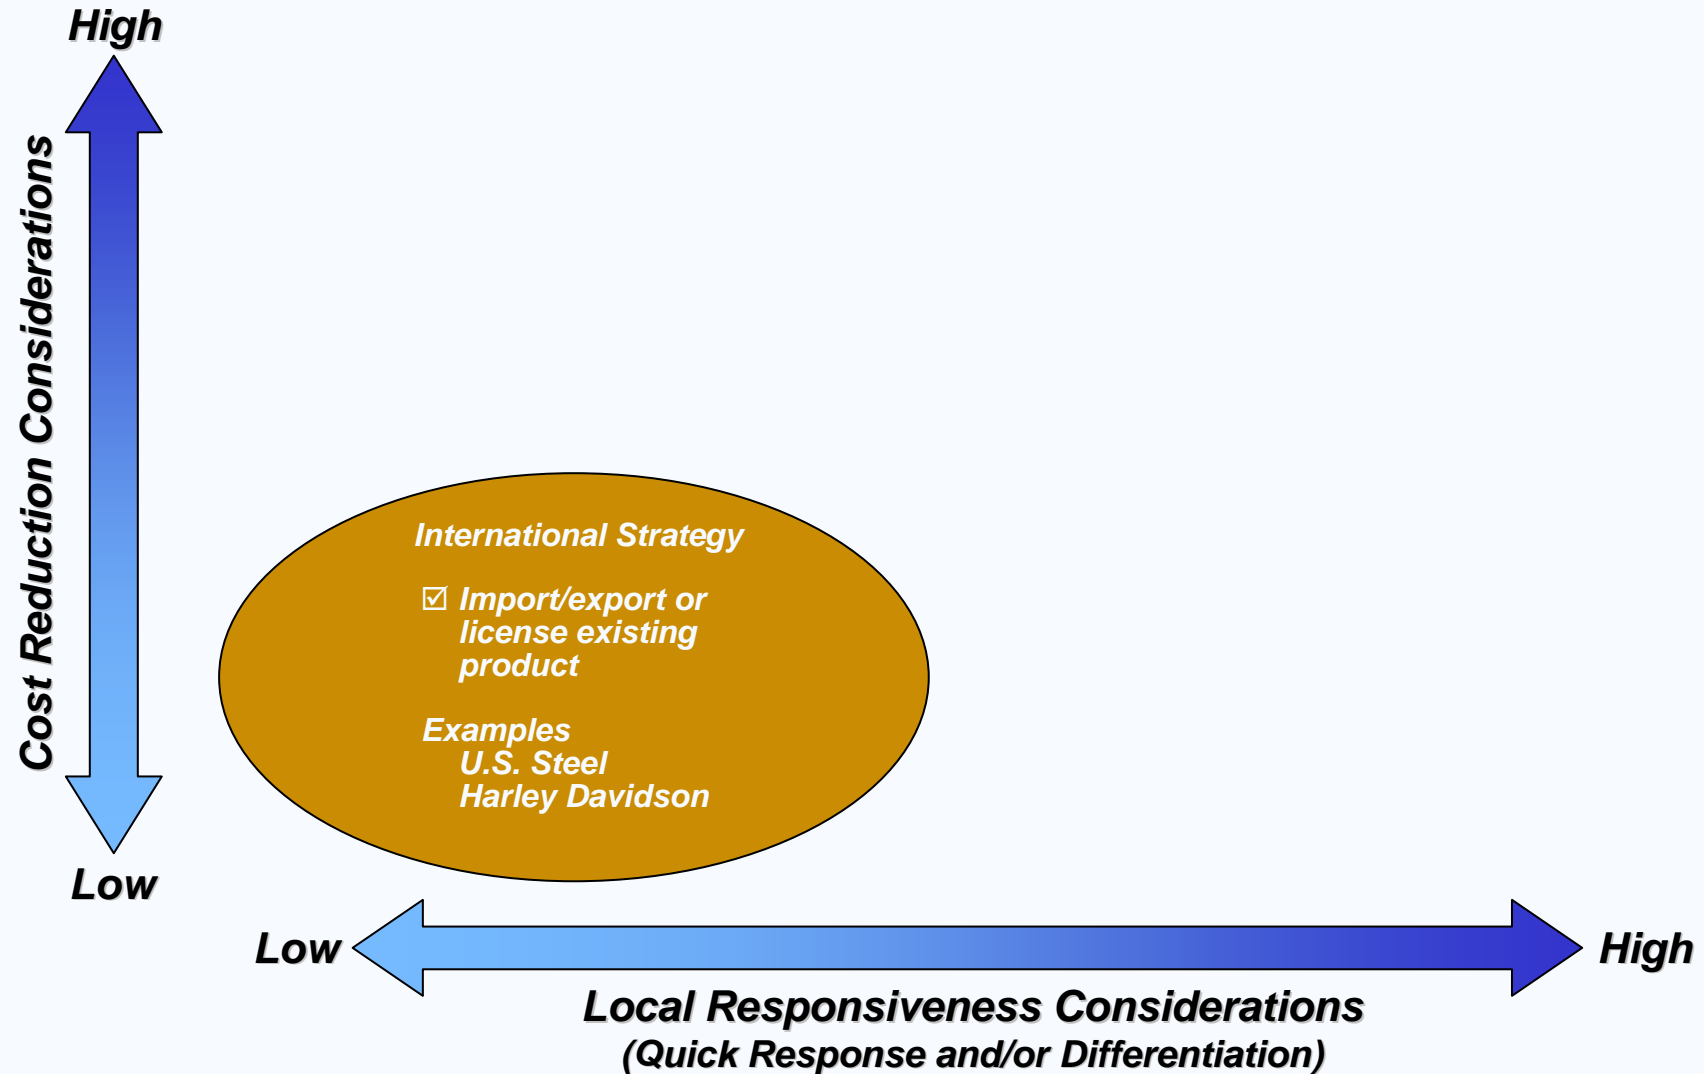 High
Cost Reduction Considerations
International Strategy
☑ Import/export or
license existing
product
Examples
U.S. Steel
Harley Davidson
Low
Low
High
Local Responsiveness Considerations
(Quick Response and/or Differentiation)